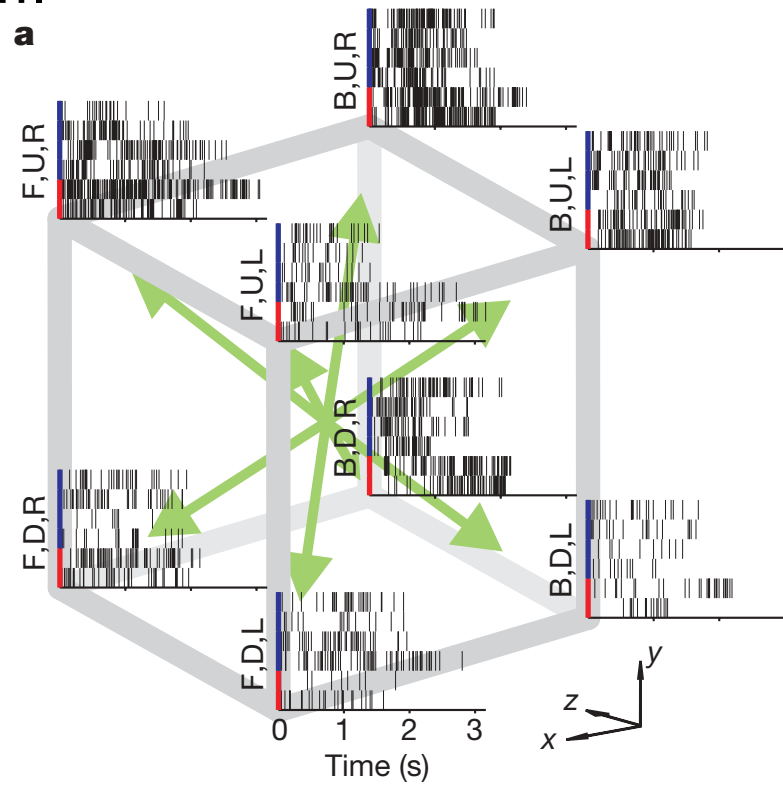 a
B,U,R
F,U,R
B,U,L
F,U,L
B,D,R
F,D,R
B,D,L
F,D,L
y
z
x
0 1 2 3
Time (s)